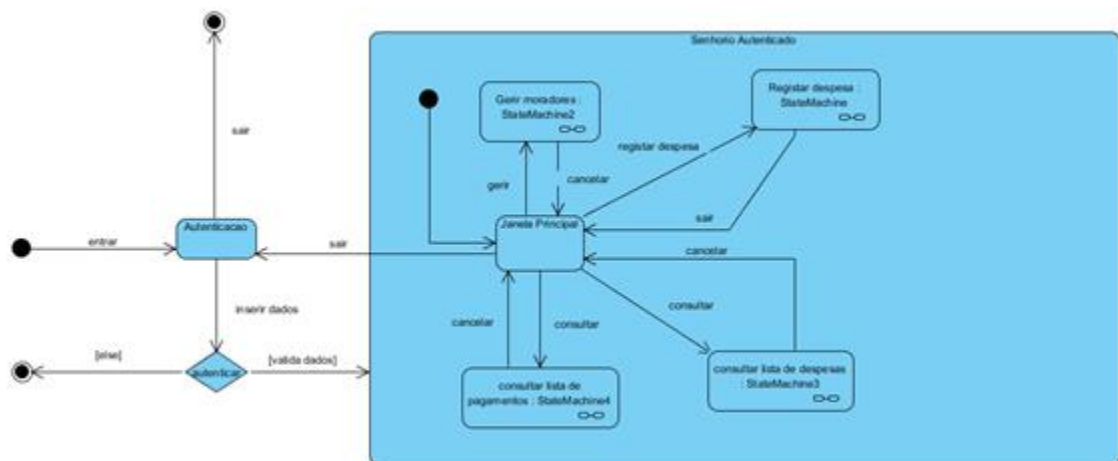 Senhorio Autenticado
Gerir moradores :
StateMachine2
Registar despesa :
StateMachine
sair
registar despesa
gerir
cancelar
Autenticacao
Janela Principal
sair
entrar
sair
cancelar
inserir dados
cancelar
consultar
consultar
[else]
[valida dados]
autenticar
consultar lista de despesas
: StateMachine3
consultar lista de
pagamentos : StateMachine4